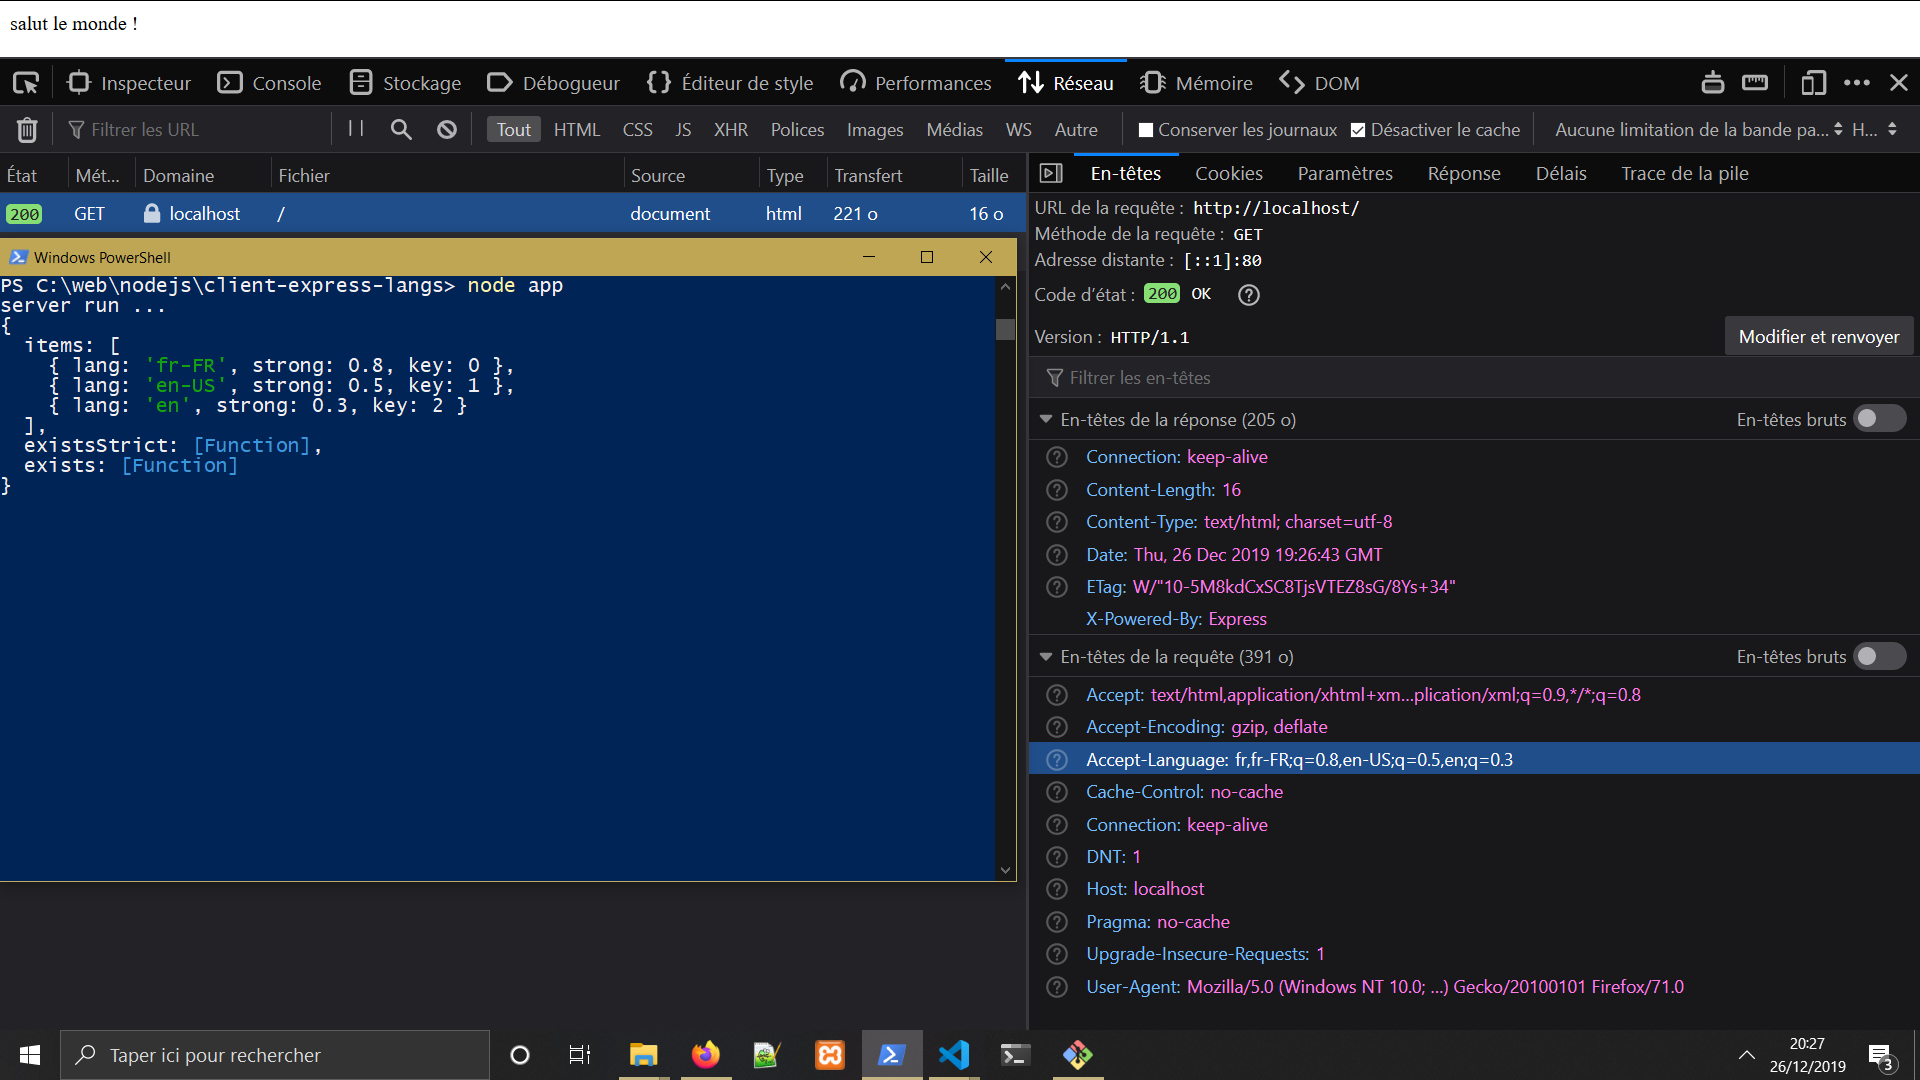 salut le monde !
Inspecteur Console Stockage Débogueur Éditeur de style Performances Réseau Mémoire DOM
Filtrer les URL Tout HTML CSS JS XHR Polices Images Médias WS Autre Conserver les journaux Désactiver le cache Aucune limitation de la bande pa... H...
État Mét... Domaine Fichier Source Type Transfert Taille
200 GET localhost / document html 221 o 16 o
Windows PowerShell
PS C:\web\nodejs\client-express-langs> node app
server run ...
{
items: [
{ lang: 'fr-FR', strong: 0.8, key: 0 },
{ lang: 'en-US', strong: 0.5, key: 1 },
{ lang: 'en', strong: 0.3, key: 2 }
],
existsStrict: [Function],
exists: [Function]
}
En-têtes Cookies Paramètres Réponse Délais Trace de la pile
URL de la requête : http://localhost/
Méthode de la requête : GET
Adresse distante : [::1]:80
Code d'état : 200 OK
Version : HTTP/1.1 Modifier et renvoyer
Filtrer les en-têtes
En-têtes de la réponse (205 o) En-têtes bruts
Connection: keep-alive
Content-Length: 16
Content-Type: text/html; charset=utf-8
Date: Thu, 26 Dec 2019 19:26:43 GMT
ETag: W/"10-5M8kdCxSC8TjsVTEZ8sG/8Ys+34"
X-Powered-By: Express
En-têtes de la requête (391 o) En-têtes bruts
Accept: text/html,application/xhtml+xm...plication/xml;q=0.9,*/*;q=0.8
Accept-Encoding: gzip, deflate
Accept-Language: fr,fr-FR;q=0.8,en-US;q=0.5,en;q=0.3
Cache-Control: no-cache
Connection: keep-alive
DNT: 1
Host: localhost
Pragma: no-cache
Upgrade-Insecure-Requests: 1
User-Agent: Mozilla/5.0 (Windows NT 10.0; ...) Gecko/20100101 Firefox/71.0
Taper ici pour rechercher
20:27
26/12/2019
3